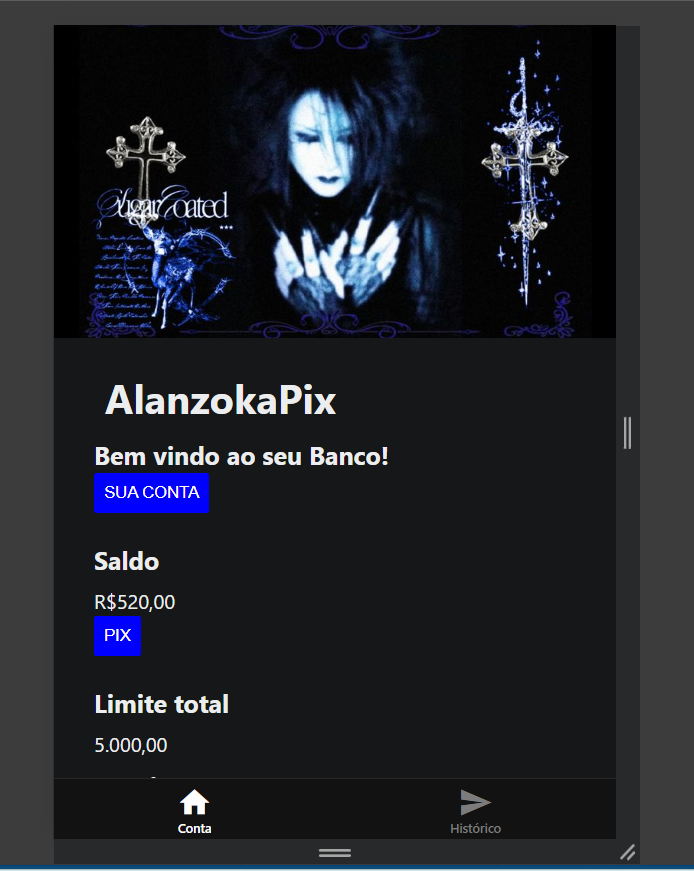 SugarCoated
AlanzokaPix
Bem vindo ao seu Banco!
SUA CONTA
Saldo
R$520,00
PIX
Limite total
5.000,00
Conta
Histórico